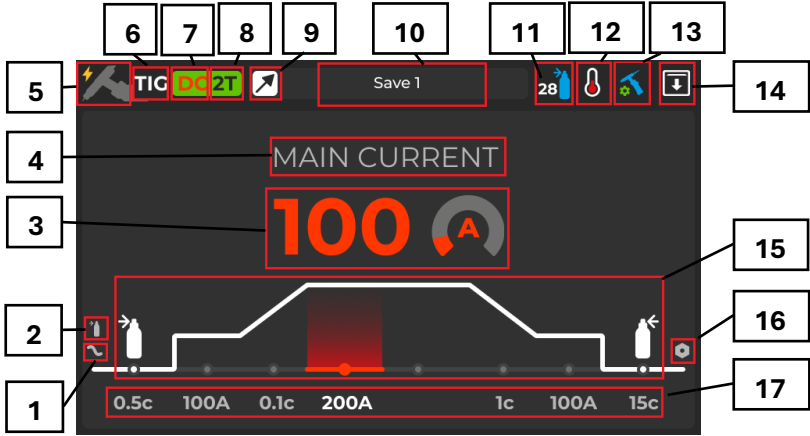 6 7 8 9 10 11 12 13
5 TIG DC 2T Save 1 28 14
4 MAIN CURRENT
3 100 A
15
2 16
1 0.5c 100A 0.1c 200A 1c 100A 15c 17